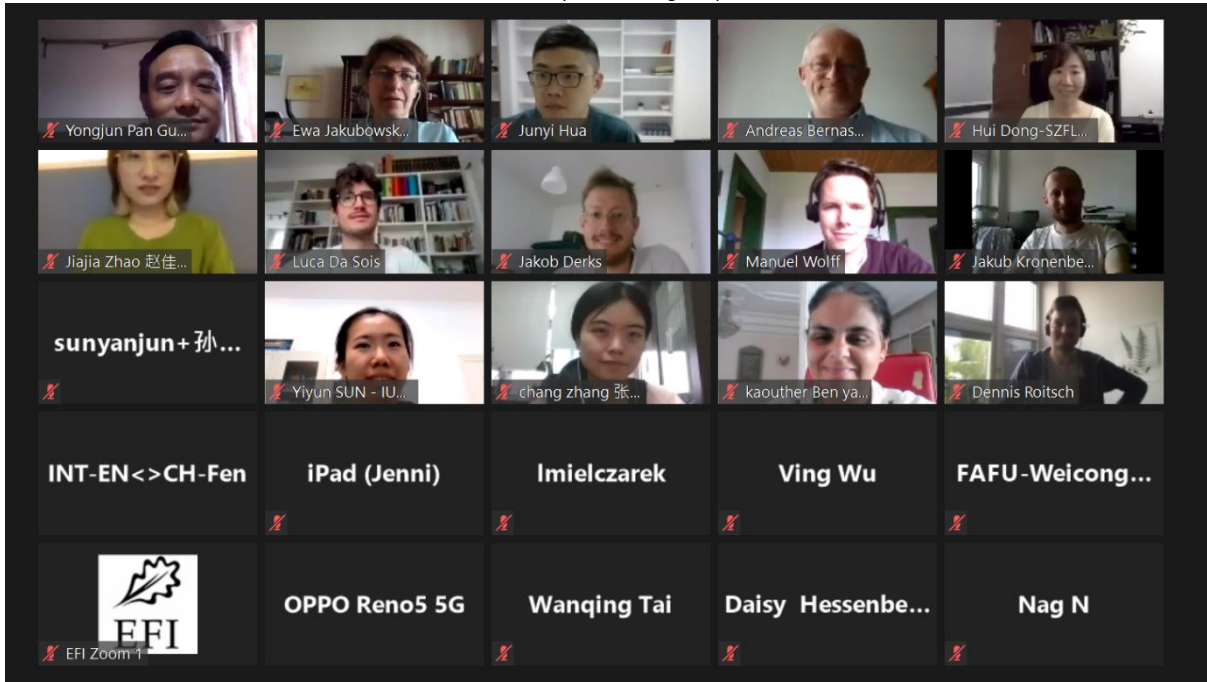 Yongjun Pan Gu...
Ewa Jakubowsk...
Junyi Hua
Andreas Bernas...
Hui Dong-SZFL...
Jiajia Zhao 赵佳...
Luca Da Sois
Jakob Derks
Manuel Wolff
Jakub Kronenbe...
sunyanjun+孙...
Yiyun SUN - IU...
chang zhang 张...
kaouther Ben ya...
Dennis Roitsch
INT-EN<>CH-Fen
iPad (Jenni)
lmielczarek
Ving Wu
FAFU-Weicong...
EFI
EFI Zoom 1
OPPO Reno5 5G
Wanqing Tai
Daisy Hessenbe...
Nag N